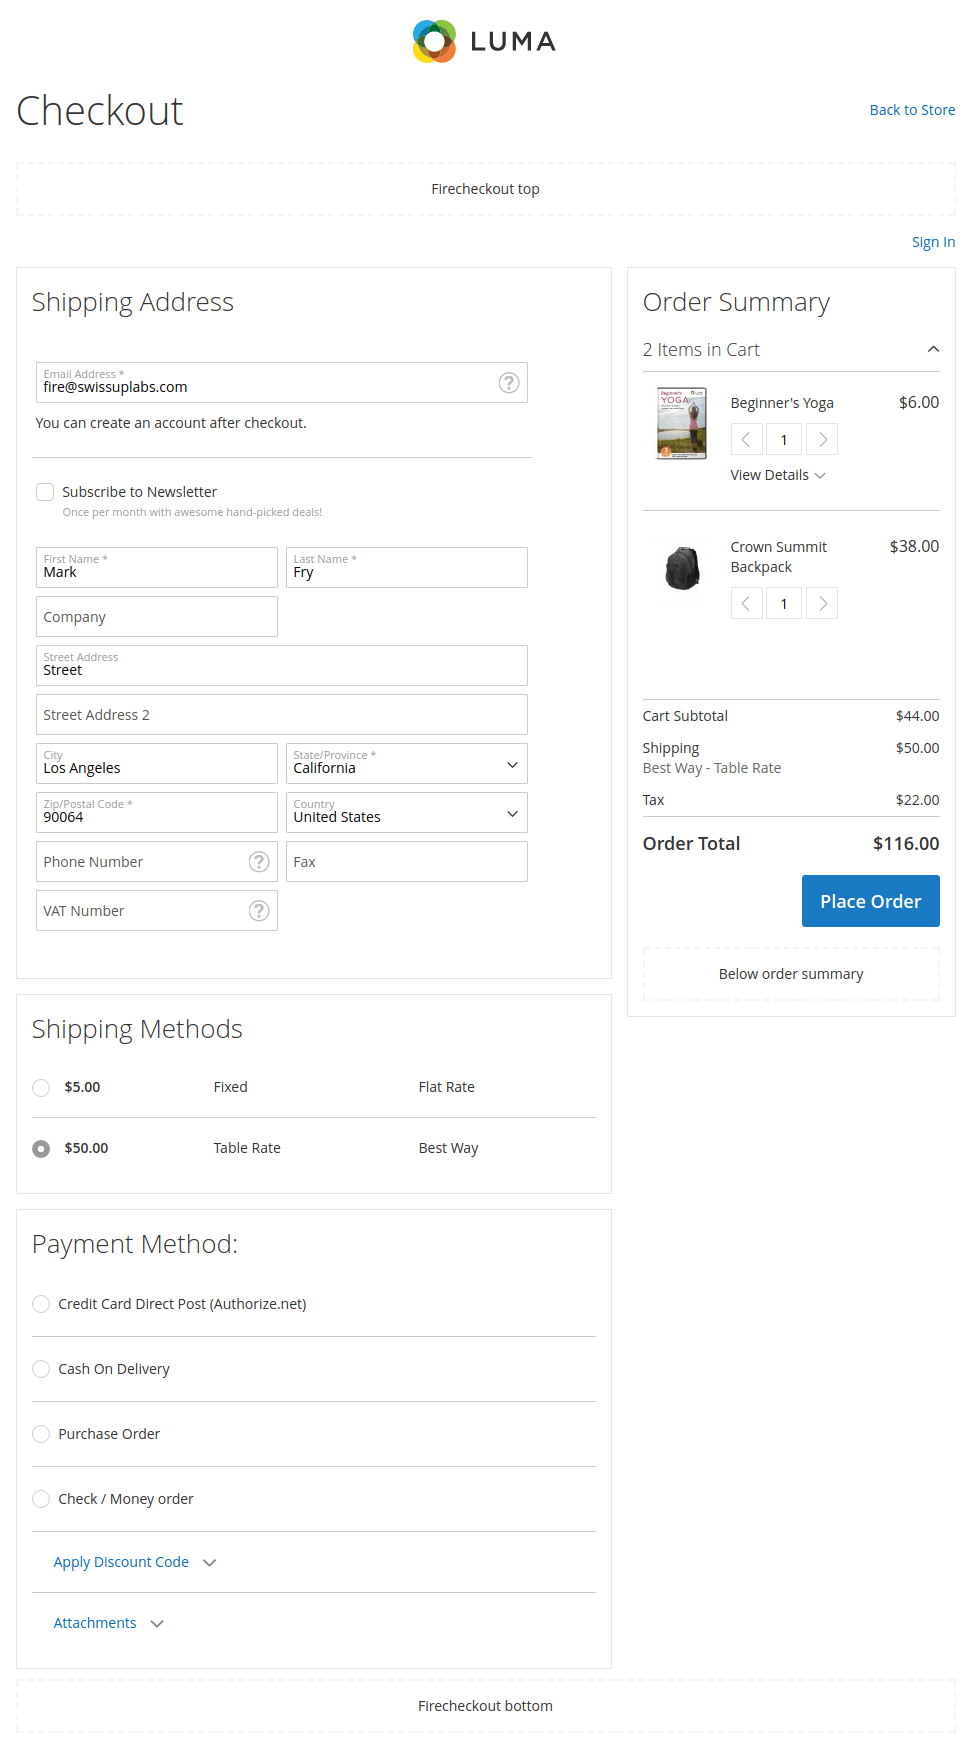 LUMA
Checkout
Back to Store
Firecheckout top
Sign In
Shipping Address
Email Address *
fire@swissuplabs.com
You can create an account after checkout.
Subscribe to Newsletter
Once per month with awesome hand-picked deals!
First Name *
Mark
Last Name *
Fry
Company
Street Address
Street
Street Address 2
City
Los Angeles
State/Province *
California
Zip/Postal Code *
90064
Country
United States
Phone Number
Fax
VAT Number
Order Summary
2 Items in Cart
Beginner's
YOGA
Beginner's Yoga
$6.00
1
View Details
Crown Summit
Backpack
$38.00
1
Cart Subtotal
$44.00
Shipping
$50.00
Best Way - Table Rate
Tax
$22.00
Order Total
$116.00
Place Order
Below order summary
Shipping Methods
$5.00
Fixed
Flat Rate
$50.00
Table Rate
Best Way
Payment Method:
Credit Card Direct Post (Authorize.net)
Cash On Delivery
Purchase Order
Check / Money order
Apply Discount Code
Attachments
Firecheckout bottom